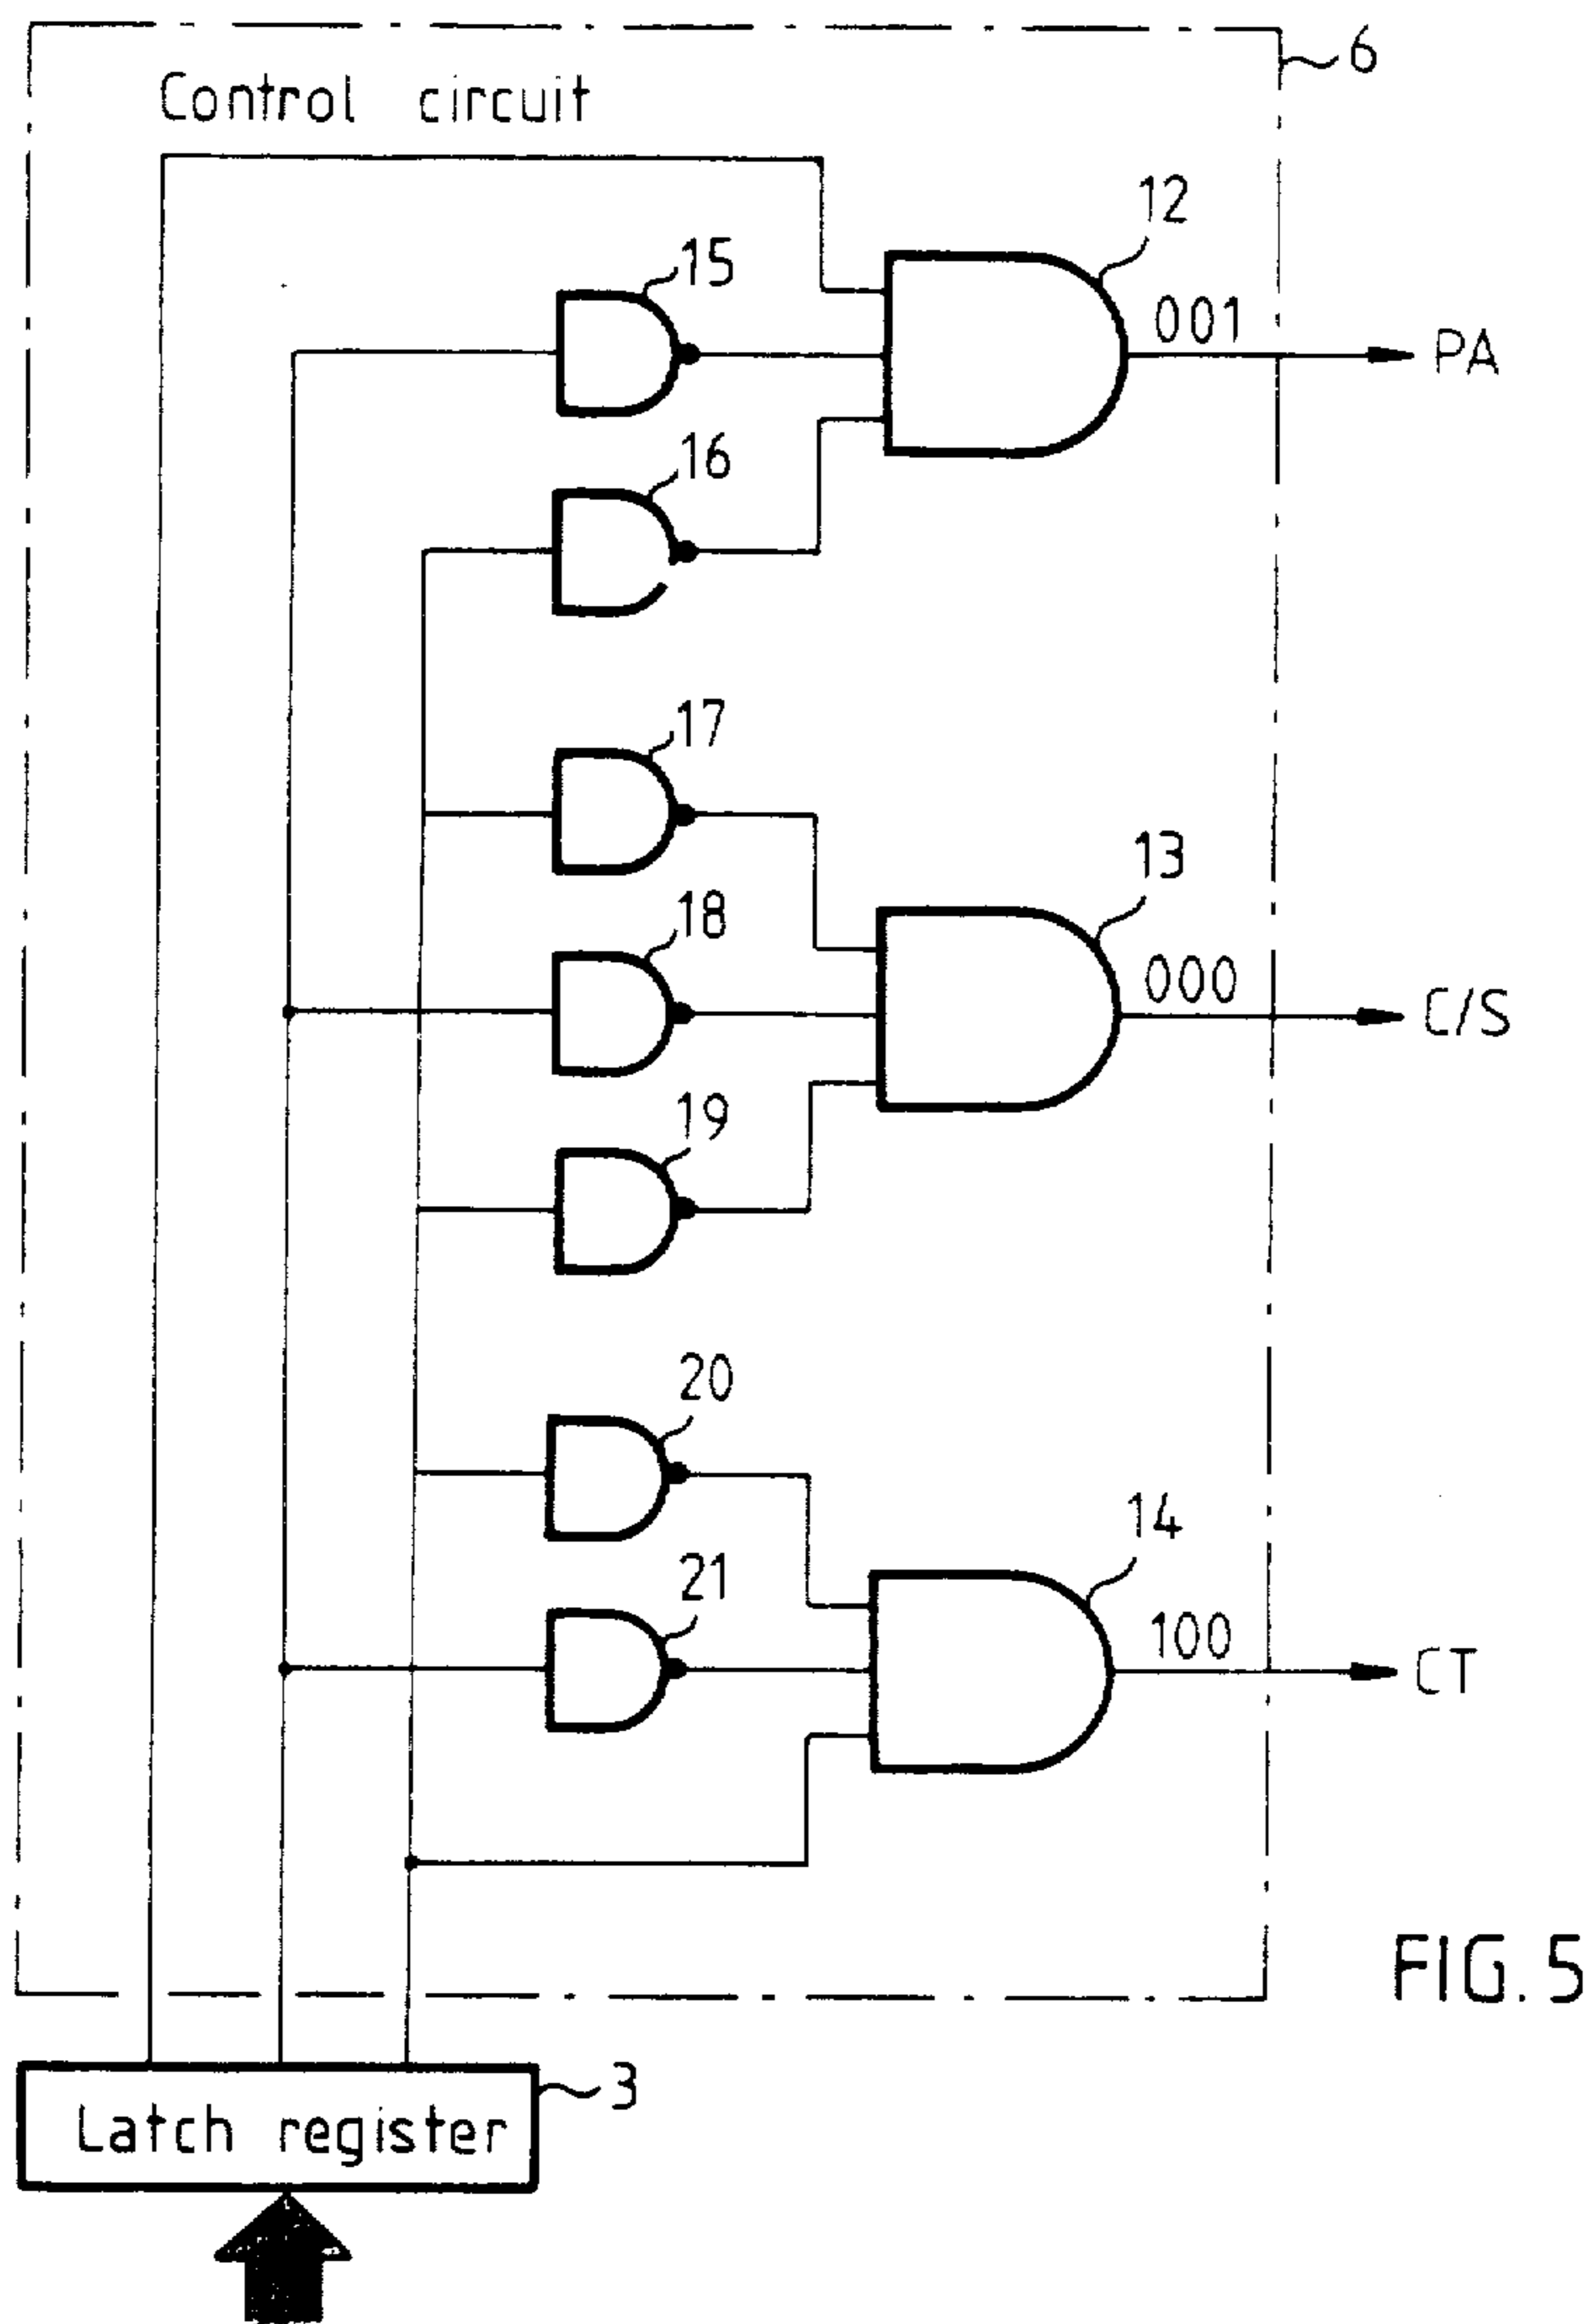 6
Control circuit
12
15
001
PA
16
17
13
18
000
C/S
19
20
14
21
100
CT
FIG. 5
3
Latch register